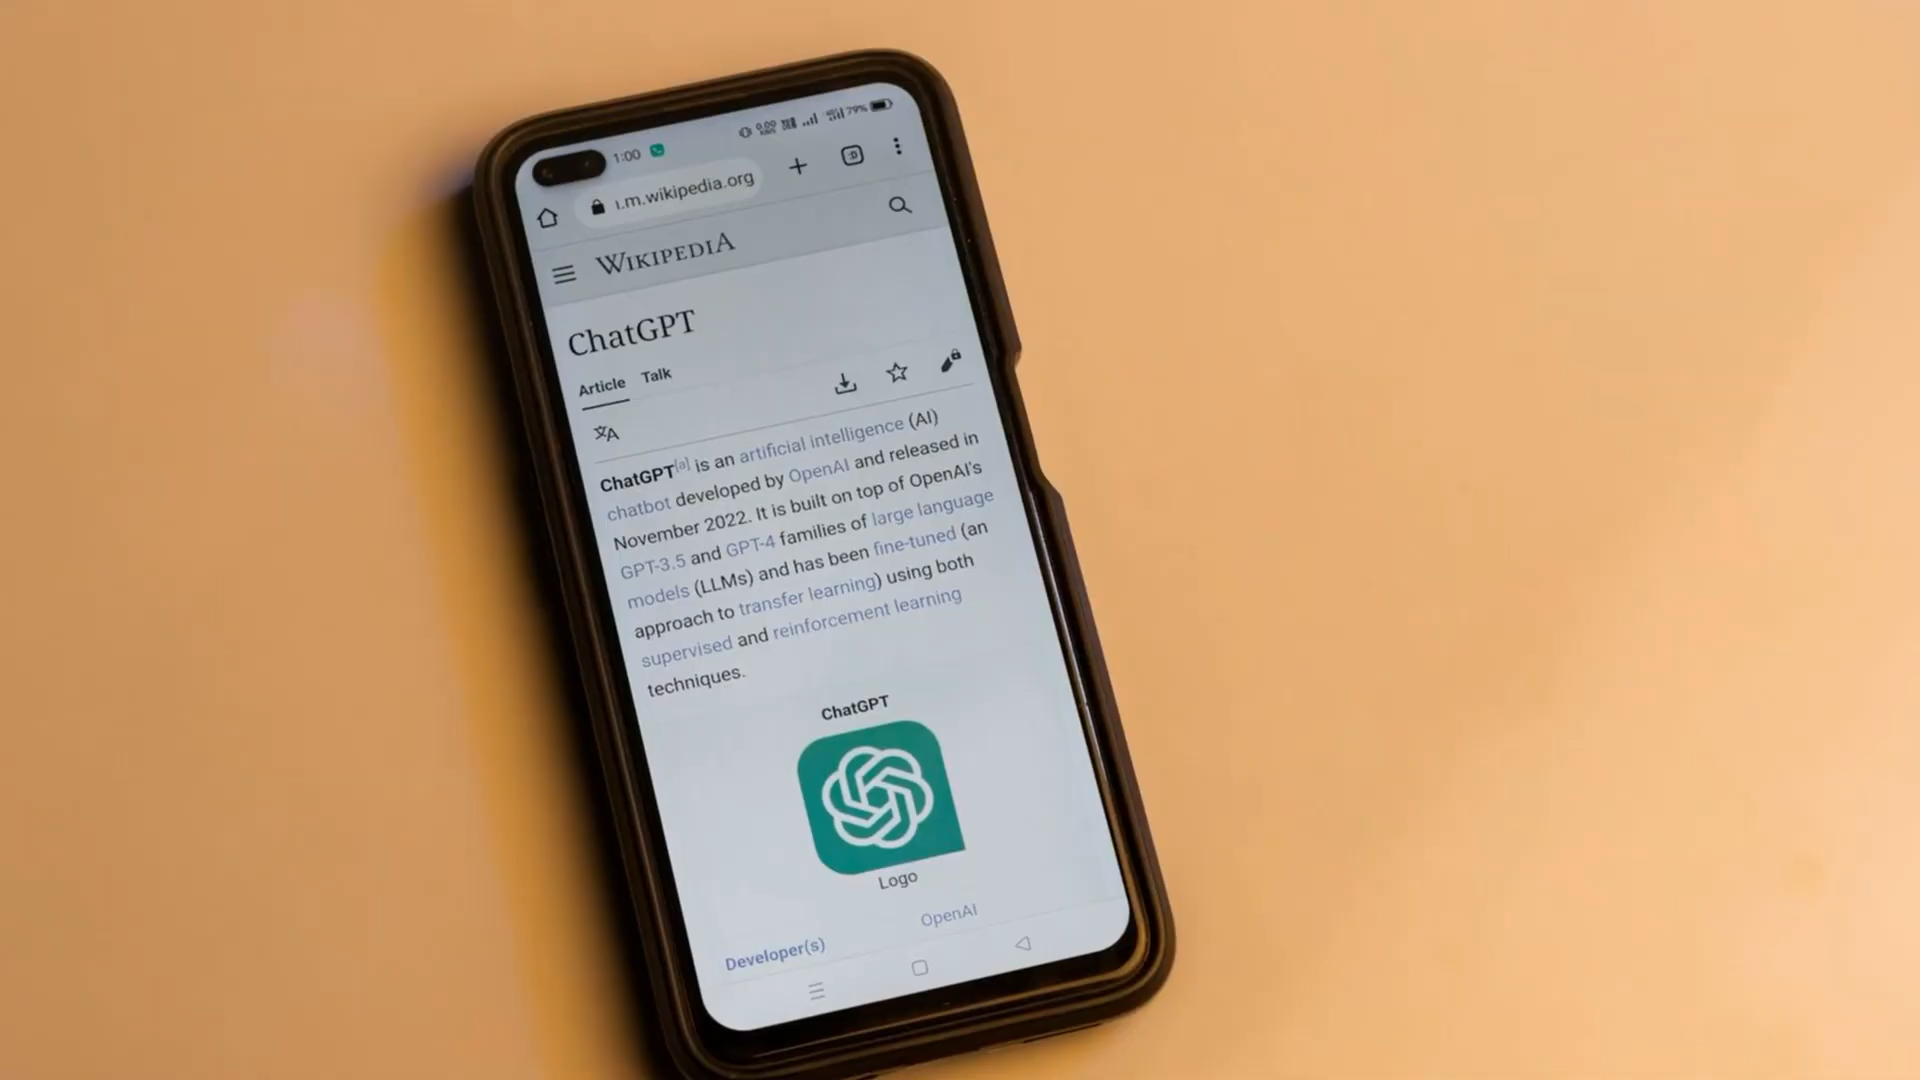 1:00
79%
m.wikipedia.org
:D
WIKIPEDIA
ChatGPT
Article Talk
ChatGPT[a] is an artificial intelligence (AI)
chatbot developed by OpenAI and released in
November 2022. It is built on top of OpenAI's
GPT-3.5 and GPT-4 families of large language
models (LLMs) and has been fine-tuned (an
approach to transfer learning) using both
supervised and reinforcement learning
techniques.
ChatGPT
Logo
Developer(s) OpenAI